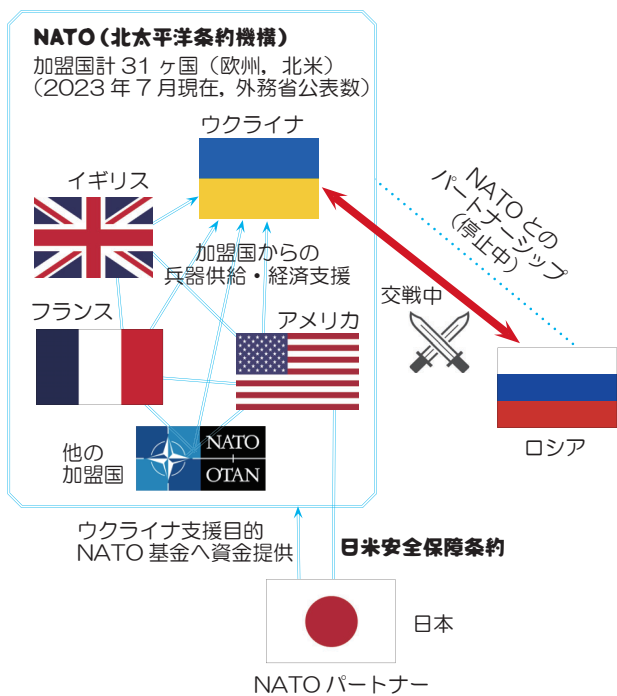 NATO（北太平洋条約機構）
加盟国計 31 ヶ国（欧州，北米）
（2023 年 7 月現在，外務省公表数）
ウクライナ
イギリス
加盟国からの
兵器供給・経済支援
フランス
アメリカ
他の
加盟国
NATO
OTAN
NATO との
パートナーシップ
（停止中）
交戦中
ロシア
ウクライナ支援目的
NATO 基金へ資金提供
日米安全保障条約
日本
NATO パートナー